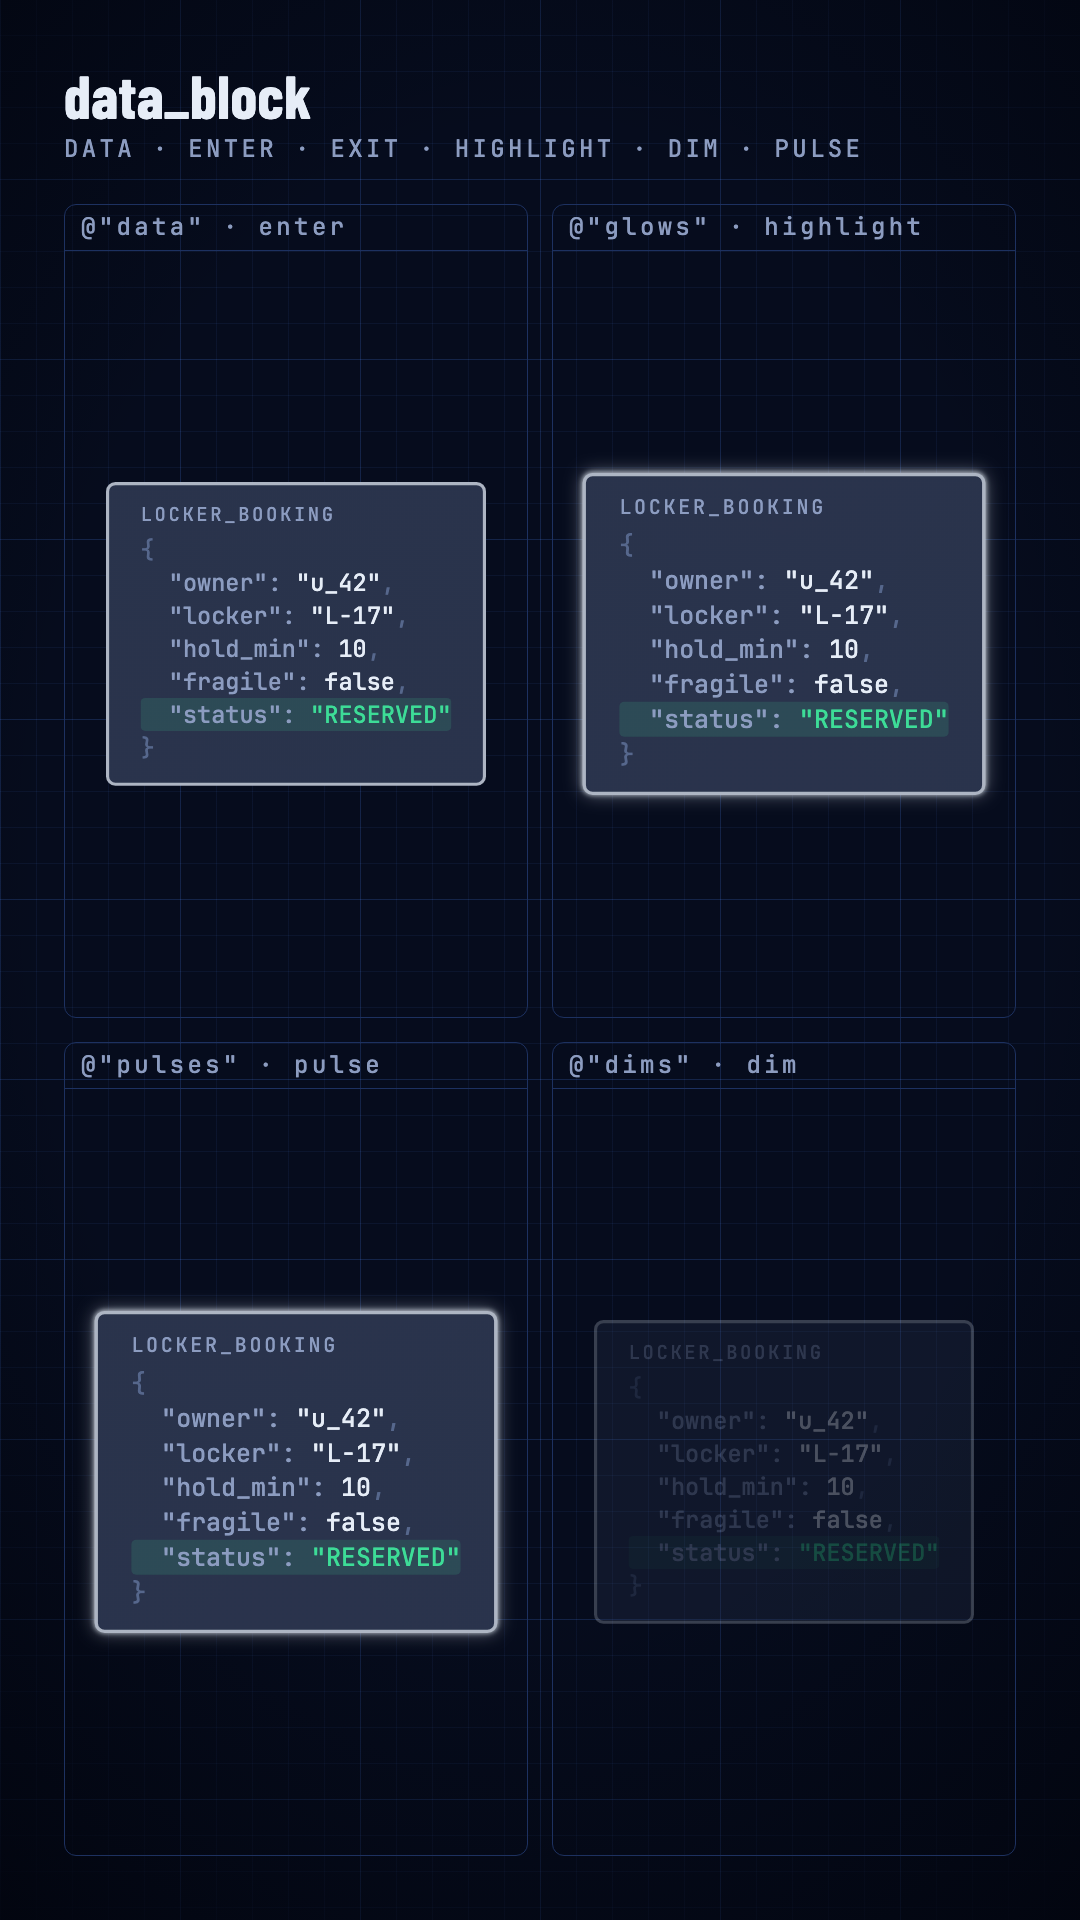 data_block
DATA · ENTER · EXIT · HIGHLIGHT · DIM · PULSE
@"data" · enter
LOCKER_BOOKING
{
"owner": "u_42",
"locker": "L-17",
"hold_min": 10,
"fragile": false,
"status": "RESERVED"
}
@"glows" · highlight
LOCKER_BOOKING
{
"owner": "u_42",
"locker": "L-17",
"hold_min": 10,
"fragile": false,
"status": "RESERVED"
}
@"pulses" · pulse
LOCKER_BOOKING
{
"owner": "u_42",
"locker": "L-17",
"hold_min": 10,
"fragile": false,
"status": "RESERVED"
}
@"dims" · dim
LOCKER_BOOKING
{
"owner": "u_42",
"locker": "L-17",
"hold_min": 10,
"fragile": false,
"status": "RESERVED"
}